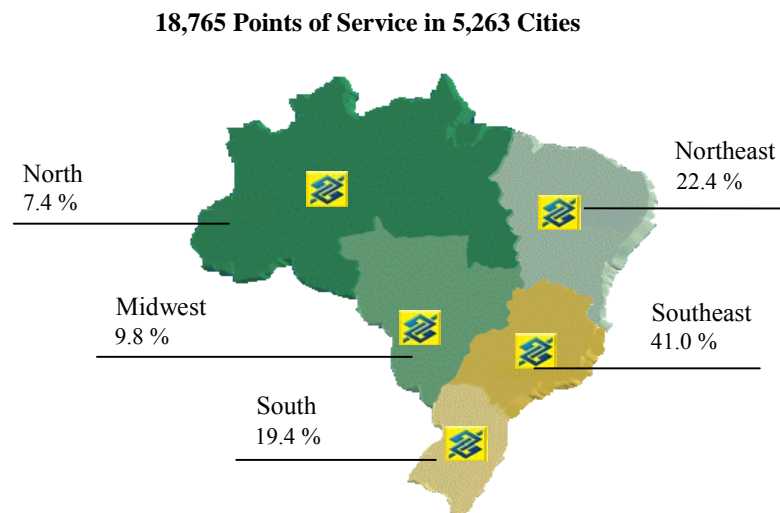 18,765 Points of Service in 5,263 Cities
North
7.4 %
Northeast
22.4 %
Midwest
9.8 %
Southeast
41.0 %
South
19.4 %